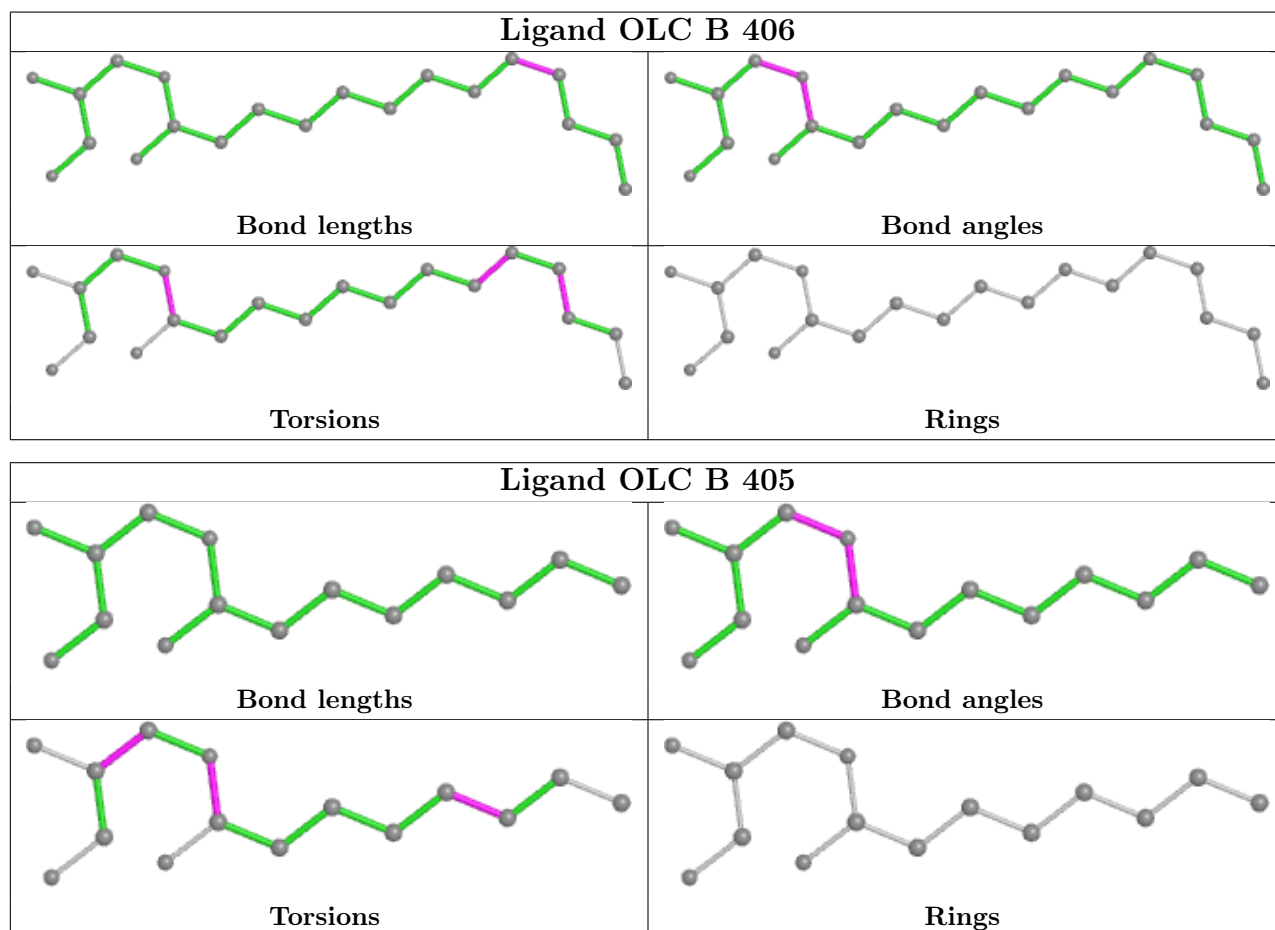 Ligand OLC B 406
Bond lengths
Bond angles
Torsions
Rings
Ligand OLC B 405
Bond lengths
Bond angles
Torsions
Rings